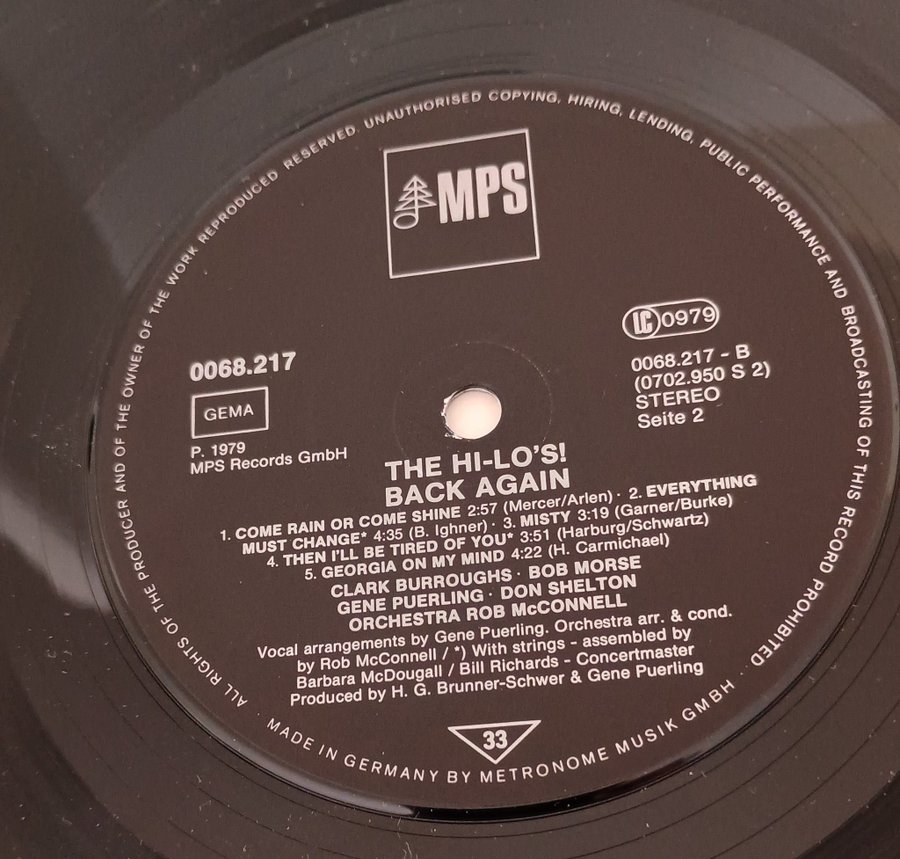 ALL RIGHTS OF THE PRODUCER AND OF THE OWNER OF THE WORK REPRODUCED RESERVED. UNAUTHORISED COPYING, HIRING, LENDING, PUBLIC PERFORMANCE AND BROADCASTING OF THIS RECORD PROHIBITED
MPS
LC 0979
0068.217
GEMA
P. 1979
MPS Records GmbH
0068.217 - B
(0702.950 S 2)
STEREO
Seite 2
THE HI-LO'S!
BACK AGAIN
1. COME RAIN OR COME SHINE 2:57 (Mercer/Arlen) · 2. EVERYTHING
MUST CHANGE* 4:35 (B. Ighner) · 3. MISTY 3:19 (Garner/Burke)
4. THEN I'LL BE TIRED OF YOU* 3:51 (Harburg/Schwartz)
5. GEORGIA ON MY MIND 4:22 (H. Carmichael)
CLARK BURROUGHS · BOB MORSE
GENE PUERLING · DON SHELTON
ORCHESTRA ROB McCONNELL
Vocal arrangements by Gene Puerling. Orchestra arr. & cond.
by Rob McConnell / *) With strings - assembled by
Barbara McDougall / Bill Richards - Concertmaster
Produced by H. G. Brunner-Schwer & Gene Puerling
33
· MADE IN GERMANY BY METRONOME MUSIK GMBH ·